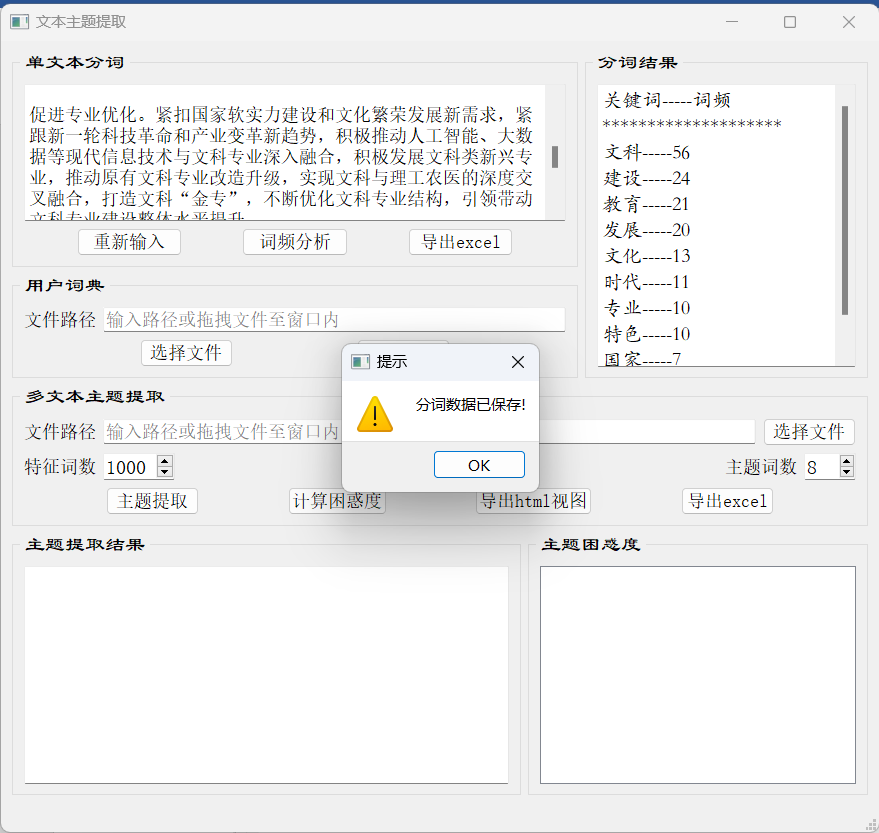 文本主题提取
单文本分词
促进专业优化。紧扣国家软实力建设和文化繁荣发展新需求，紧
跟新一轮科技革命和产业变革新趋势，积极推动人工智能、大数
据等现代信息技术与文科专业深入融合，积极发展文科类新兴专
业，推动原有文科专业改造升级，实现文科与理工农医的深度交
叉融合，打造文科“金专”，不断优化文科专业结构，引领带动
文科专业建设整体水平提升
重新输入
词频分析
导出excel
分词结果
关键词-----词频
********************
文科-----56
建设-----24
教育-----21
发展-----20
文化-----13
时代-----11
专业-----10
特色-----10
国家-----7
用户词典
文件路径
输入路径或拖拽文件至窗口内
选择文件
提示
分词数据已保存!
OK
多文本主题提取
文件路径
输入路径或拖拽文件至窗口内
选择文件
特征词数
1000
主题词数
8
主题提取
计算困惑度
导出html视图
导出excel
主题提取结果
主题困惑度